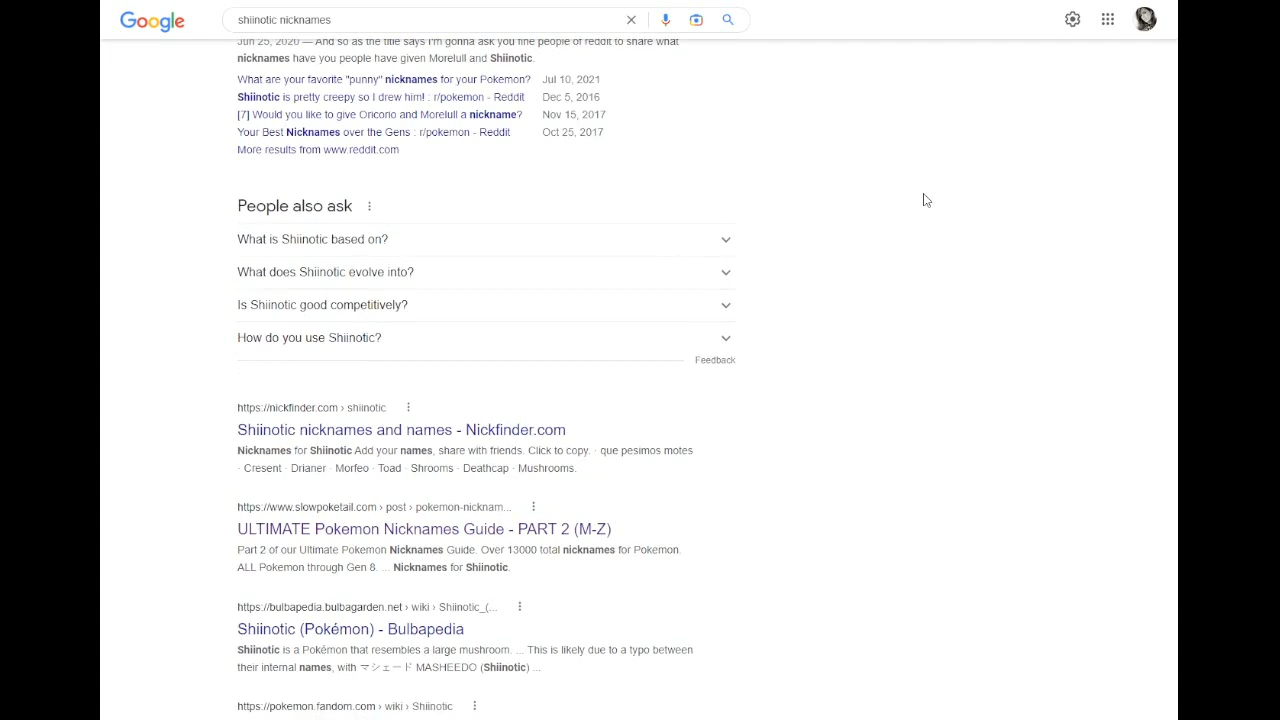 Google
shiinotic nicknames
Jun 25, 2020 — And so as the title says I'm gonna ask you fine people of reddit to share what
nicknames have you people have given Morelull and Shiinotic.
What are your favorite "punny" nicknames for your Pokemon? Jul 10, 2021
Shiinotic is pretty creepy so I drew him! : r/pokemon - Reddit Dec 5, 2016
[7] Would you like to give Oricorio and Morelull a nickname? Nov 15, 2017
Your Best Nicknames over the Gens : r/pokemon - Reddit Oct 25, 2017
More results from www.reddit.com
People also ask
What is Shiinotic based on?
What does Shiinotic evolve into?
Is Shiinotic good competitively?
How do you use Shiinotic?
Feedback
https://nickfinder.com › shiinotic
Shiinotic nicknames and names - Nickfinder.com
Nicknames for Shiinotic Add your names, share with friends. Click to copy. · que pesimos motes
· Cresent · Drianer · Morfeo · Toad · Shrooms · Deathcap · Mushrooms.
https://www.slowpoketail.com › post › pokemon-nicknam...
ULTIMATE Pokemon Nicknames Guide - PART 2 (M-Z)
Part 2 of our Ultimate Pokemon Nicknames Guide. Over 13000 total nicknames for Pokemon.
ALL Pokemon through Gen 8. ... Nicknames for Shiinotic.
https://bulbapedia.bulbagarden.net › wiki › Shiinotic_(...
Shiinotic (Pokémon) - Bulbapedia
Shiinotic is a Pokémon that resembles a large mushroom. ... This is likely due to a typo between
their internal names, with マシェード MASHEEDO (Shiinotic) ...
https://pokemon.fandom.com › wiki › Shiinotic